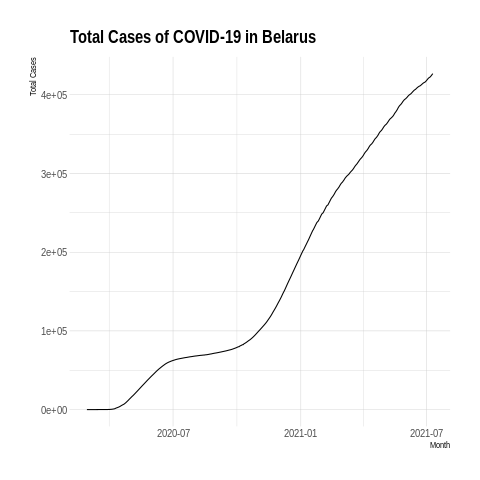 Total Cases of COVID-19 in Belarus
Total Cases
4e+05
3e+05
2e+05
1e+05
0e+00
2020-07
2021-01
2021-07
Month